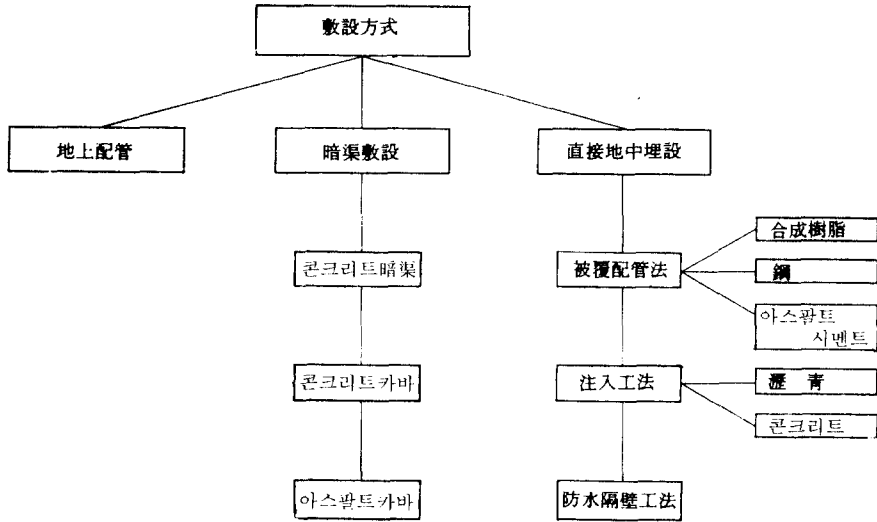 敷設方式
地上配管
暗渠敷設
直接地中埋設
콘크리트暗渠
콘크리트카바
아스팔트카바
被覆配管法
合成樹脂
鋼
아스팔트
시멘트
注入工法
瀝 青
콘크리트
防水隔壁工法